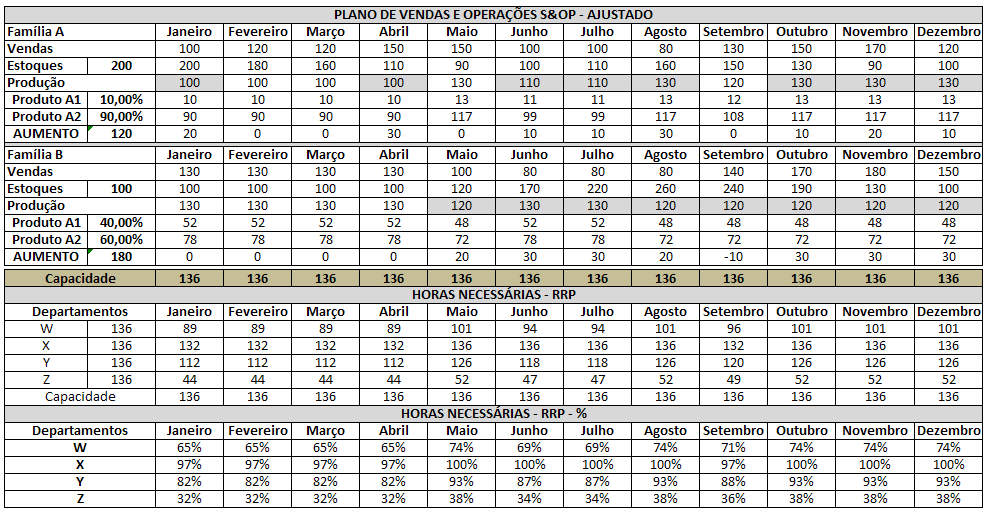 PLANO DE VENDAS E OPERAÇÕES S&OP - AJUSTADO
Família A Janeiro Fevereiro Março Abril Maio Junho Julho Agosto Setembro Outubro Novembro Dezembro
Vendas 100 120 120 150 150 100 100 80 130 150 170 120
Estoques 200 200 180 160 110 90 100 110 160 150 130 90 100
Produção 100 100 100 100 130 110 110 130 120 130 130 130
Produto A1 10,00% 10 10 10 10 13 11 11 13 12 13 13 13
Produto A2 90,00% 90 90 90 90 117 99 99 117 108 117 117 117
AUMENTO 120 20 0 0 30 0 10 10 30 0 10 20 10
Família B Janeiro Fevereiro Março Abril Maio Junho Julho Agosto Setembro Outubro Novembro Dezembro
Vendas 130 130 130 130 100 80 80 80 140 170 180 150
Estoques 100 100 100 100 100 120 170 220 260 240 190 130 100
Produção 130 130 130 130 120 130 130 120 120 120 120 120
Produto A1 40,00% 52 52 52 52 48 52 52 48 48 48 48 48
Produto A2 60,00% 78 78 78 78 72 78 78 72 72 72 72 72
AUMENTO 180 0 0 0 0 20 30 30 20 -10 30 30 30
Capacidade 136 136 136 136 136 136 136 136 136 136 136 136
HORAS NECESSÁRIAS - RRP
Departamentos Janeiro Fevereiro Março Abril Maio Junho Julho Agosto Setembro Outubro Novembro Dezembro
W 136 89 89 89 89 101 94 94 101 96 101 101 101
X 136 132 132 132 132 136 136 136 136 132 136 136 136
Y 136 112 112 112 112 126 118 118 126 120 126 126 126
Z 136 44 44 44 44 52 47 47 52 49 52 52 52
Capacidade 136 136 136 136 136 136 136 136 136 136 136 136
HORAS NECESSÁRIAS - RRP - %
Departamentos Janeiro Fevereiro Março Abril Maio Junho Julho Agosto Setembro Outubro Novembro Dezembro
W 65% 65% 65% 65% 74% 69% 69% 74% 71% 74% 74% 74%
X 97% 97% 97% 97% 100% 100% 100% 100% 97% 100% 100% 100%
Y 82% 82% 82% 82% 93% 87% 87% 93% 88% 93% 93% 93%
Z 32% 32% 32% 32% 38% 34% 34% 38% 36% 38% 38% 38%